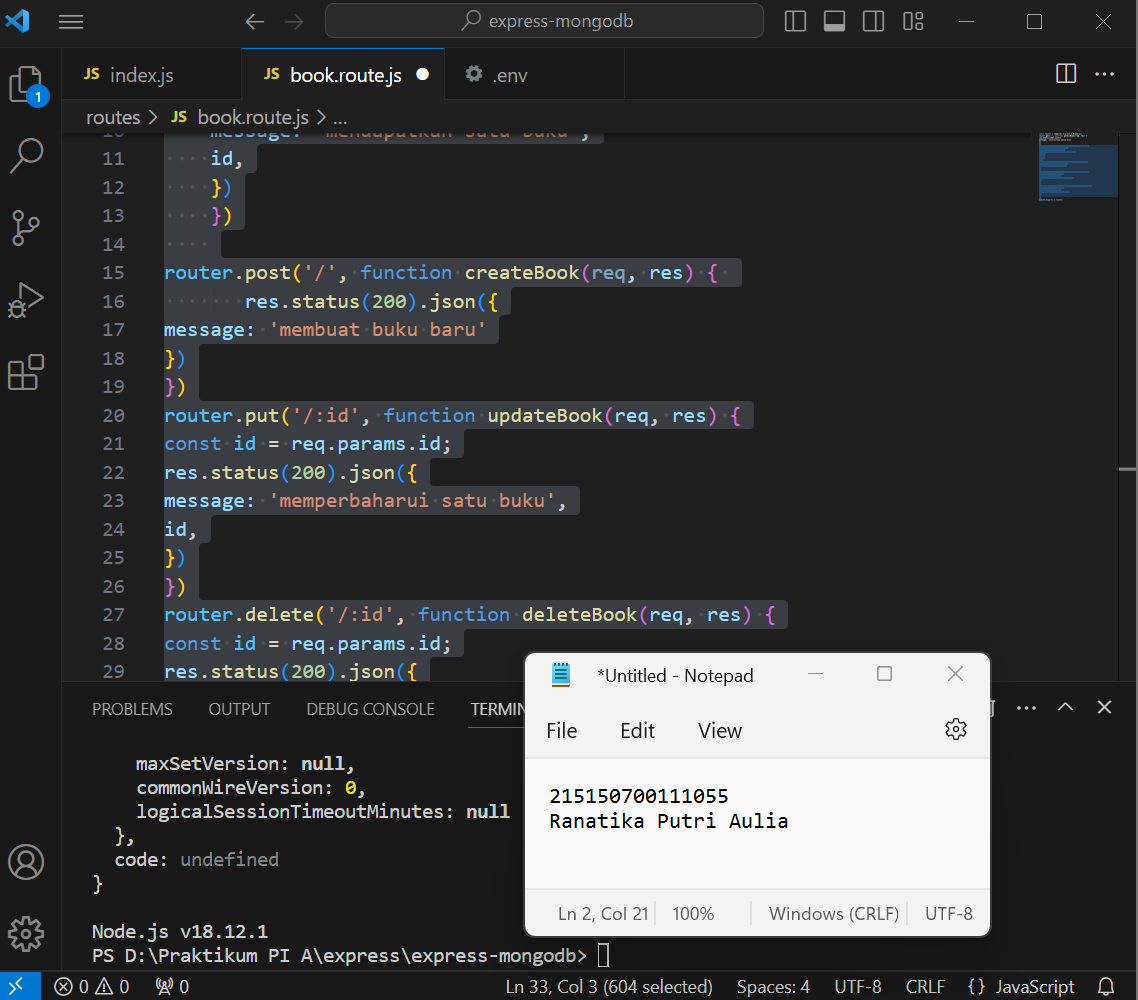 express-mongodb
JS index.js
JS book.route.js
.env
1
routes > JS book.route.js > ...
10 message: 'mendapatkan satu buku',
11 id,
12 })
13 })
14
15 router.post('/', function createBook(req, res) {
16 res.status(200).json({
17 message: 'membuat buku baru'
18 })
19 })
20 router.put('/:id', function updateBook(req, res) {
21 const id = req.params.id;
22 res.status(200).json({
23 message: 'memperbaharui satu buku',
24 id,
25 })
26 })
27 router.delete('/:id', function deleteBook(req, res) {
28 const id = req.params.id;
29 res.status(200).json({
PROBLEMS OUTPUT DEBUG CONSOLE TERMIN
maxSetVersion: null,
commonWireVersion: 0,
logicalSessionTimeoutMinutes: null
},
code: undefined
}
Node.js v18.12.1
PS D:\Praktikum PI A\express\express-mongodb>
*Untitled - Notepad
File Edit View
215150700111055
Ranatika Putri Aulia
Ln 2, Col 21 100% Windows (CRLF) UTF-8
0 0 0 Ln 33, Col 3 (604 selected) Spaces: 4 UTF-8 CRLF {} JavaScript